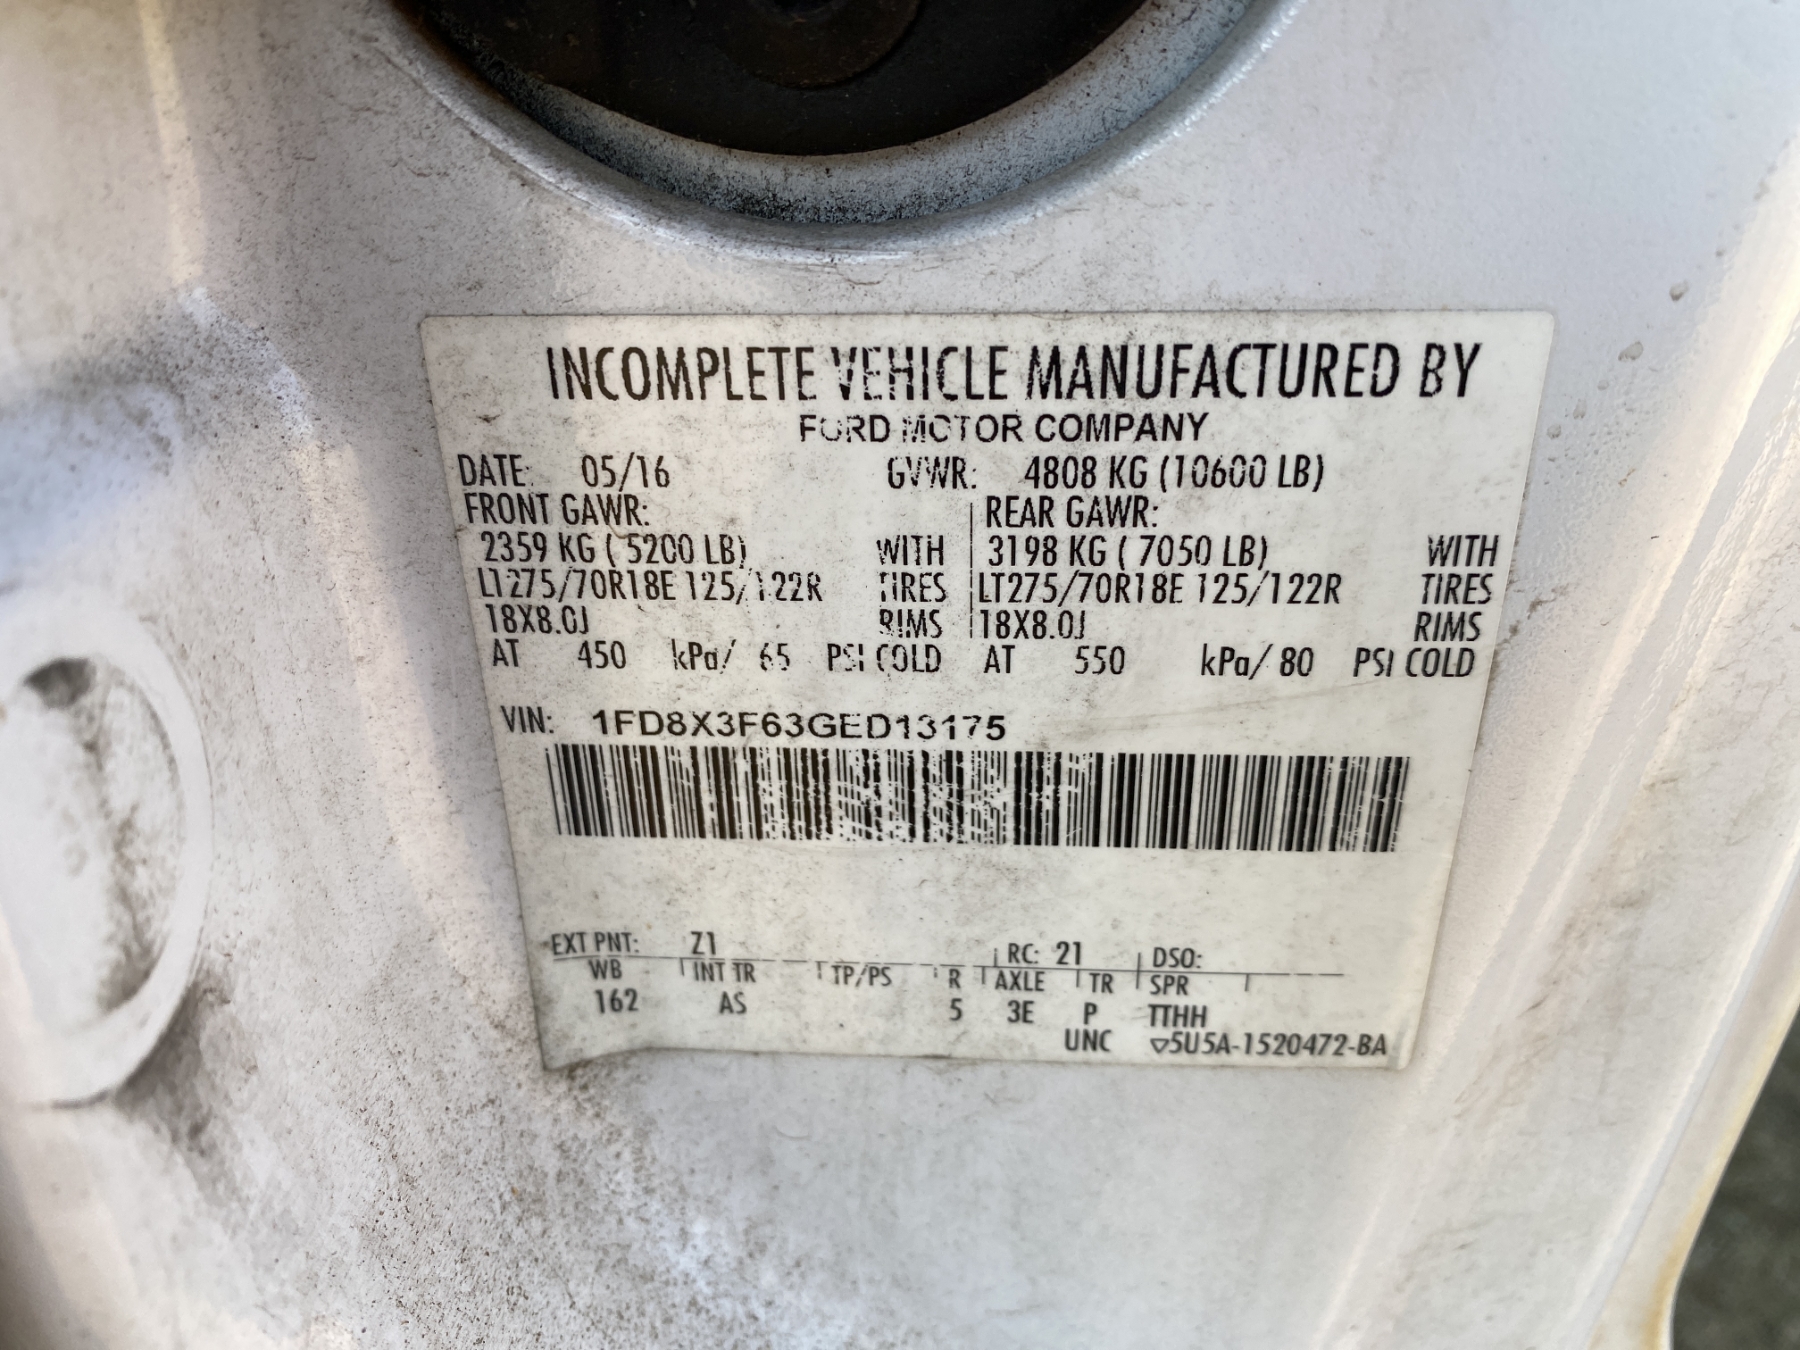 INCOMPLETE VEHICLE MANUFACTURED BY
FORD MOTOR COMPANY
DATE: 05/16 GVWR: 4808 KG (10600 LB)
FRONT GAWR: REAR GAWR:
2359 KG ( 5200 LB) WITH 3198 KG ( 7050 LB) WITH
LT275/70R18E 125/122R TIRES LT275/70R18E 125/122R TIRES
18X8.0J RIMS 18X8.0J RIMS
AT 450 kPa/ 65 PSI COLD AT 550 kPa/ 80 PSI COLD
VIN: 1FD8X3F63GED13175
EXT PNT: Z1 RC: 21 DSO:
WB INT TR TP/PS R AXLE TR SPR
162 AS 5 3E P TTHH
UNC ▽5U5A-1520472-BA